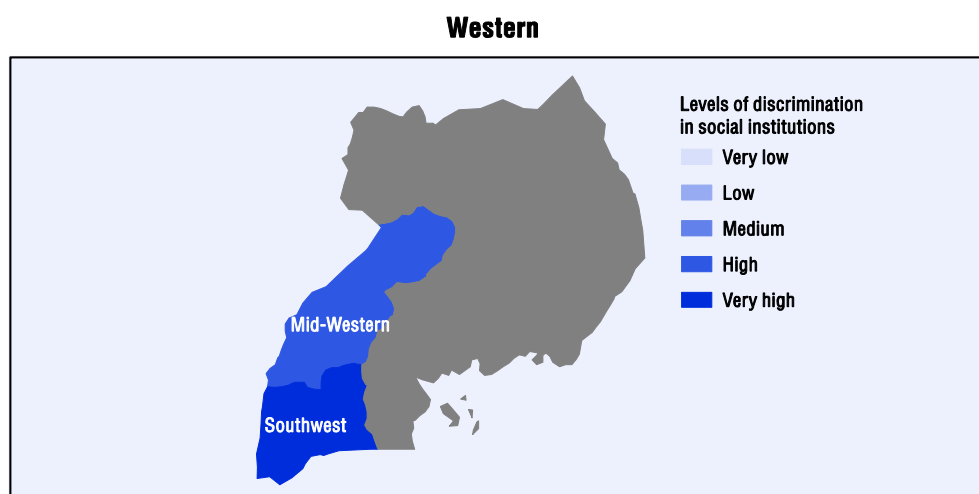 Western
Levels of discrimination
in social institutions
Very low
Low
Medium
High
Very high
Mid-Western
Southwest